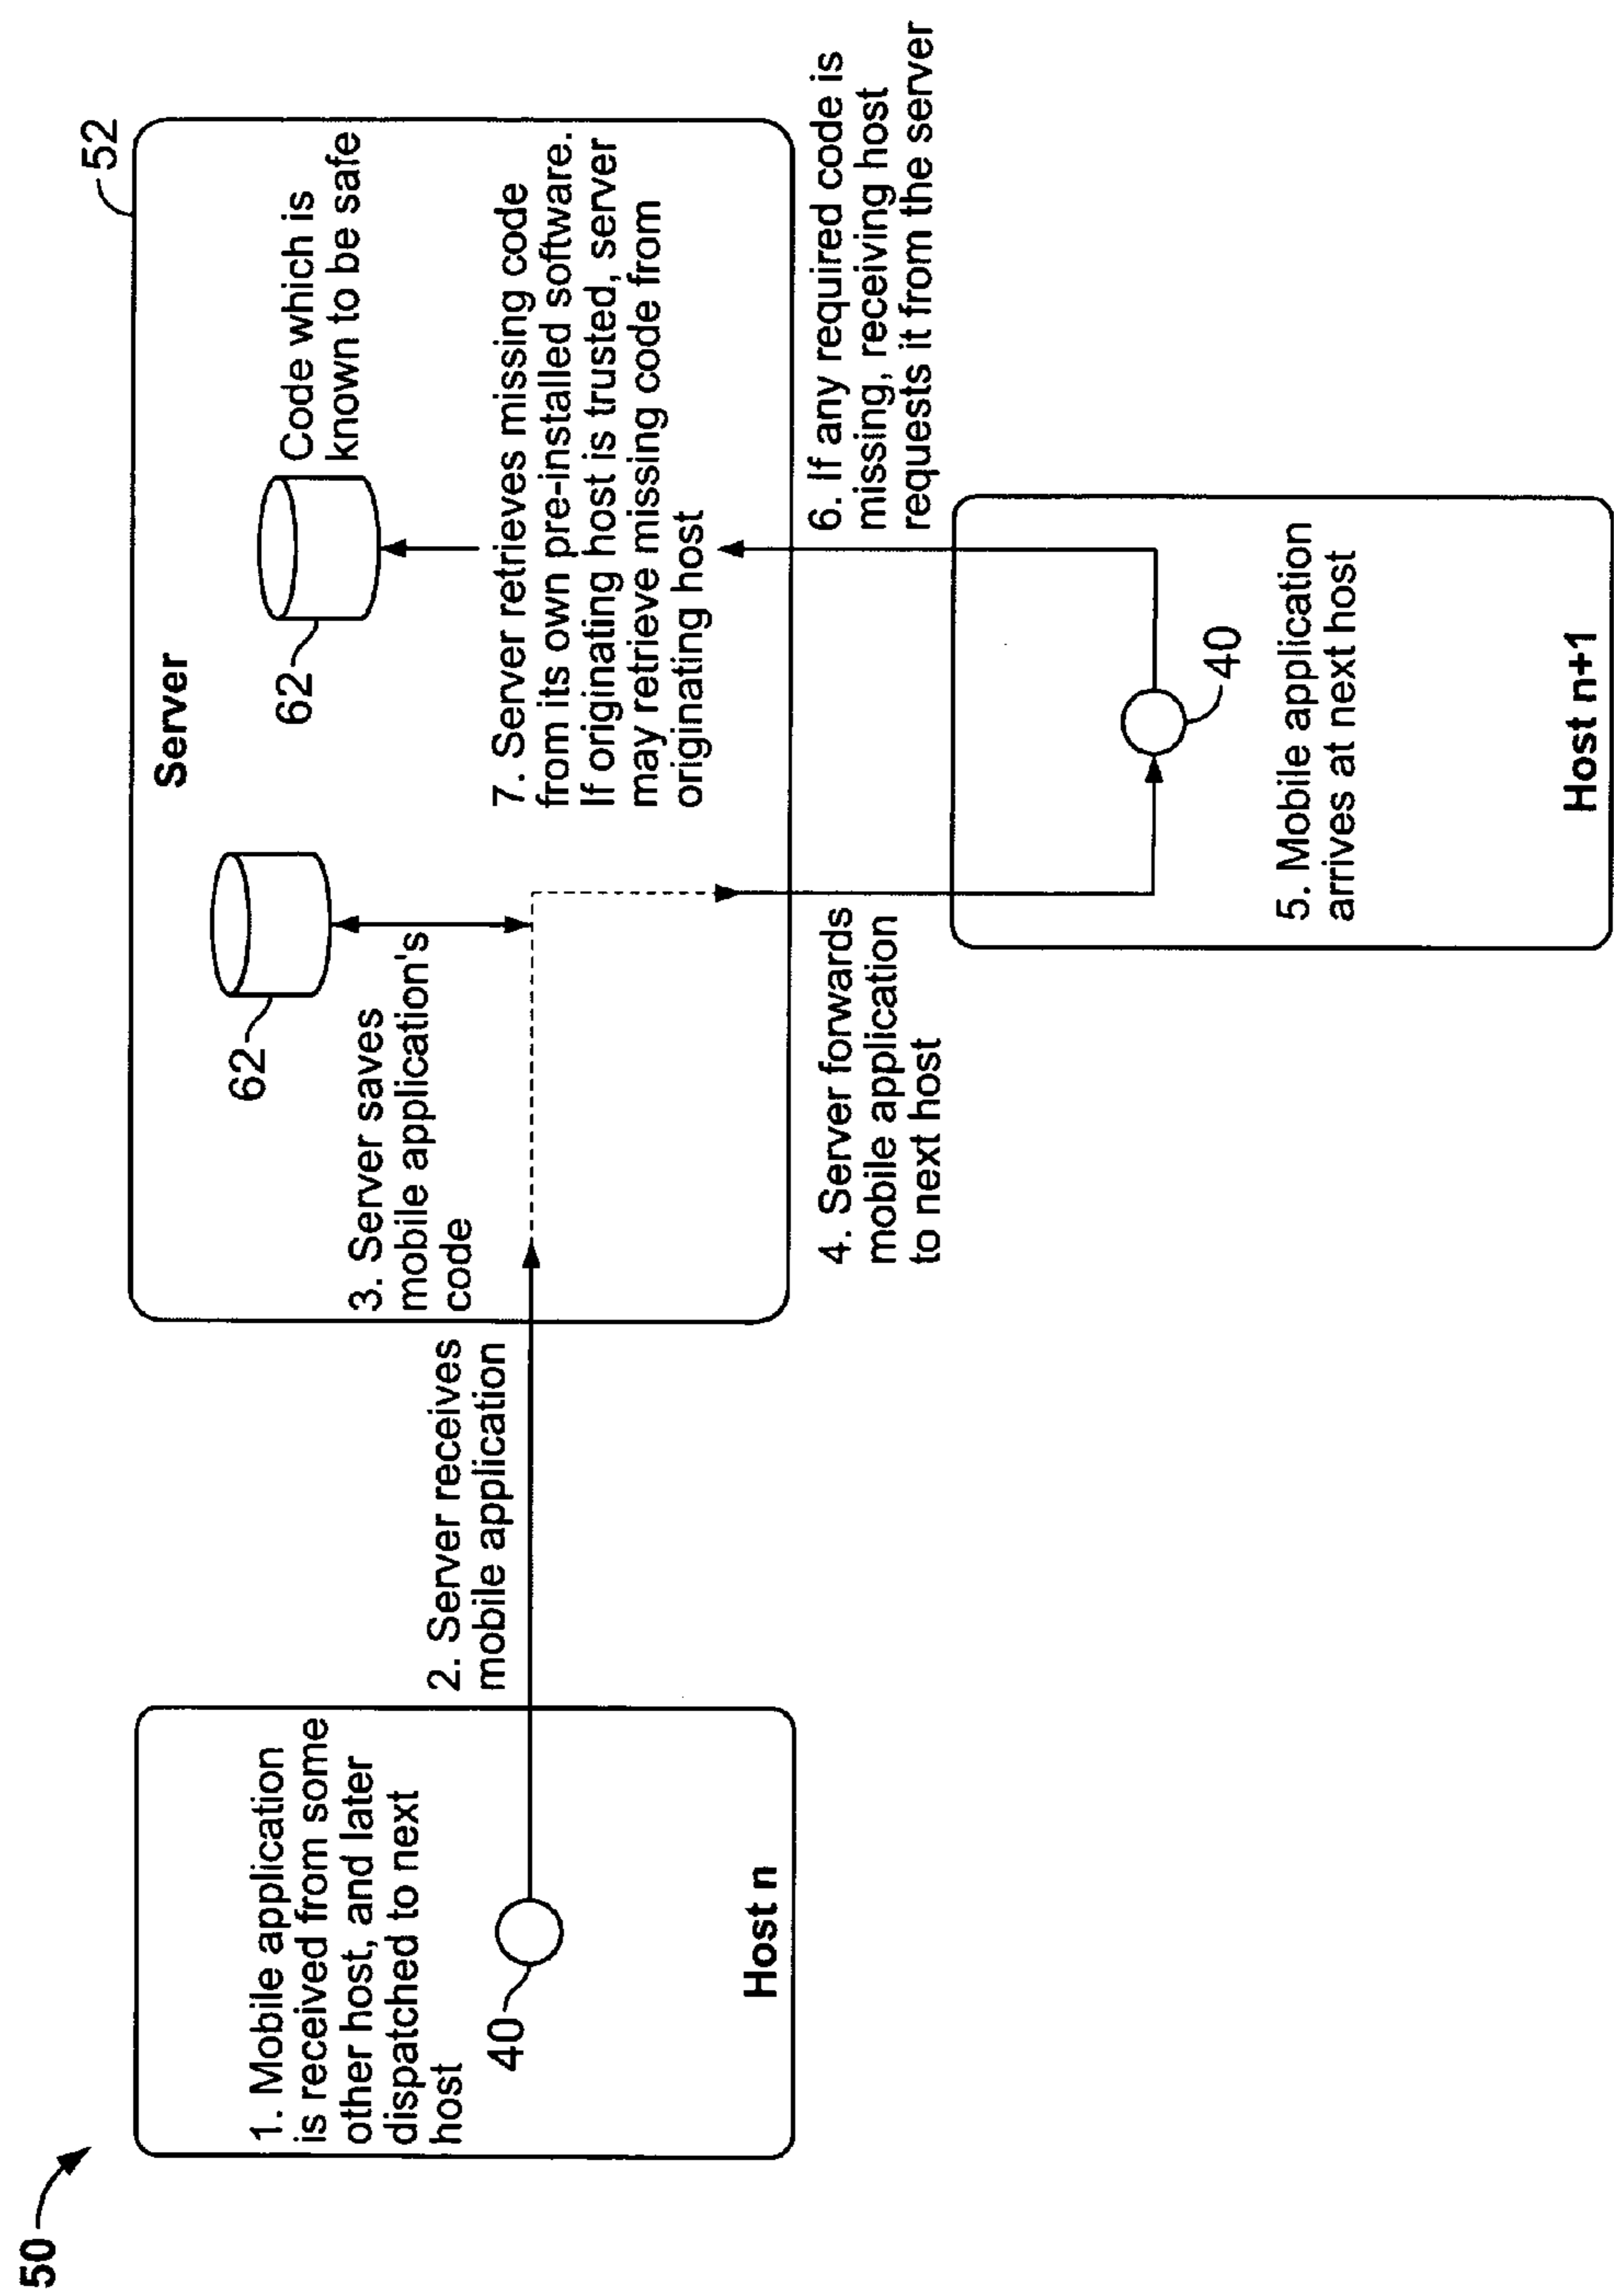 50
1. Mobile application
is received from some
other host, and later
dispatched to next
host
40
Host n
2. Server receives
mobile application
52
Server
62
3. Server saves
mobile application's
code
62
Code which is
known to be safe
7. Server retrieves missing code
from its own pre-installed software.
If originating host is trusted, server
may retrieve missing code from
originating host
4. Server forwards
mobile application
to next host
6. If any required code is
missing, receiving host
requests it from the server
40
5. Mobile application
arrives at next host
Host n+1